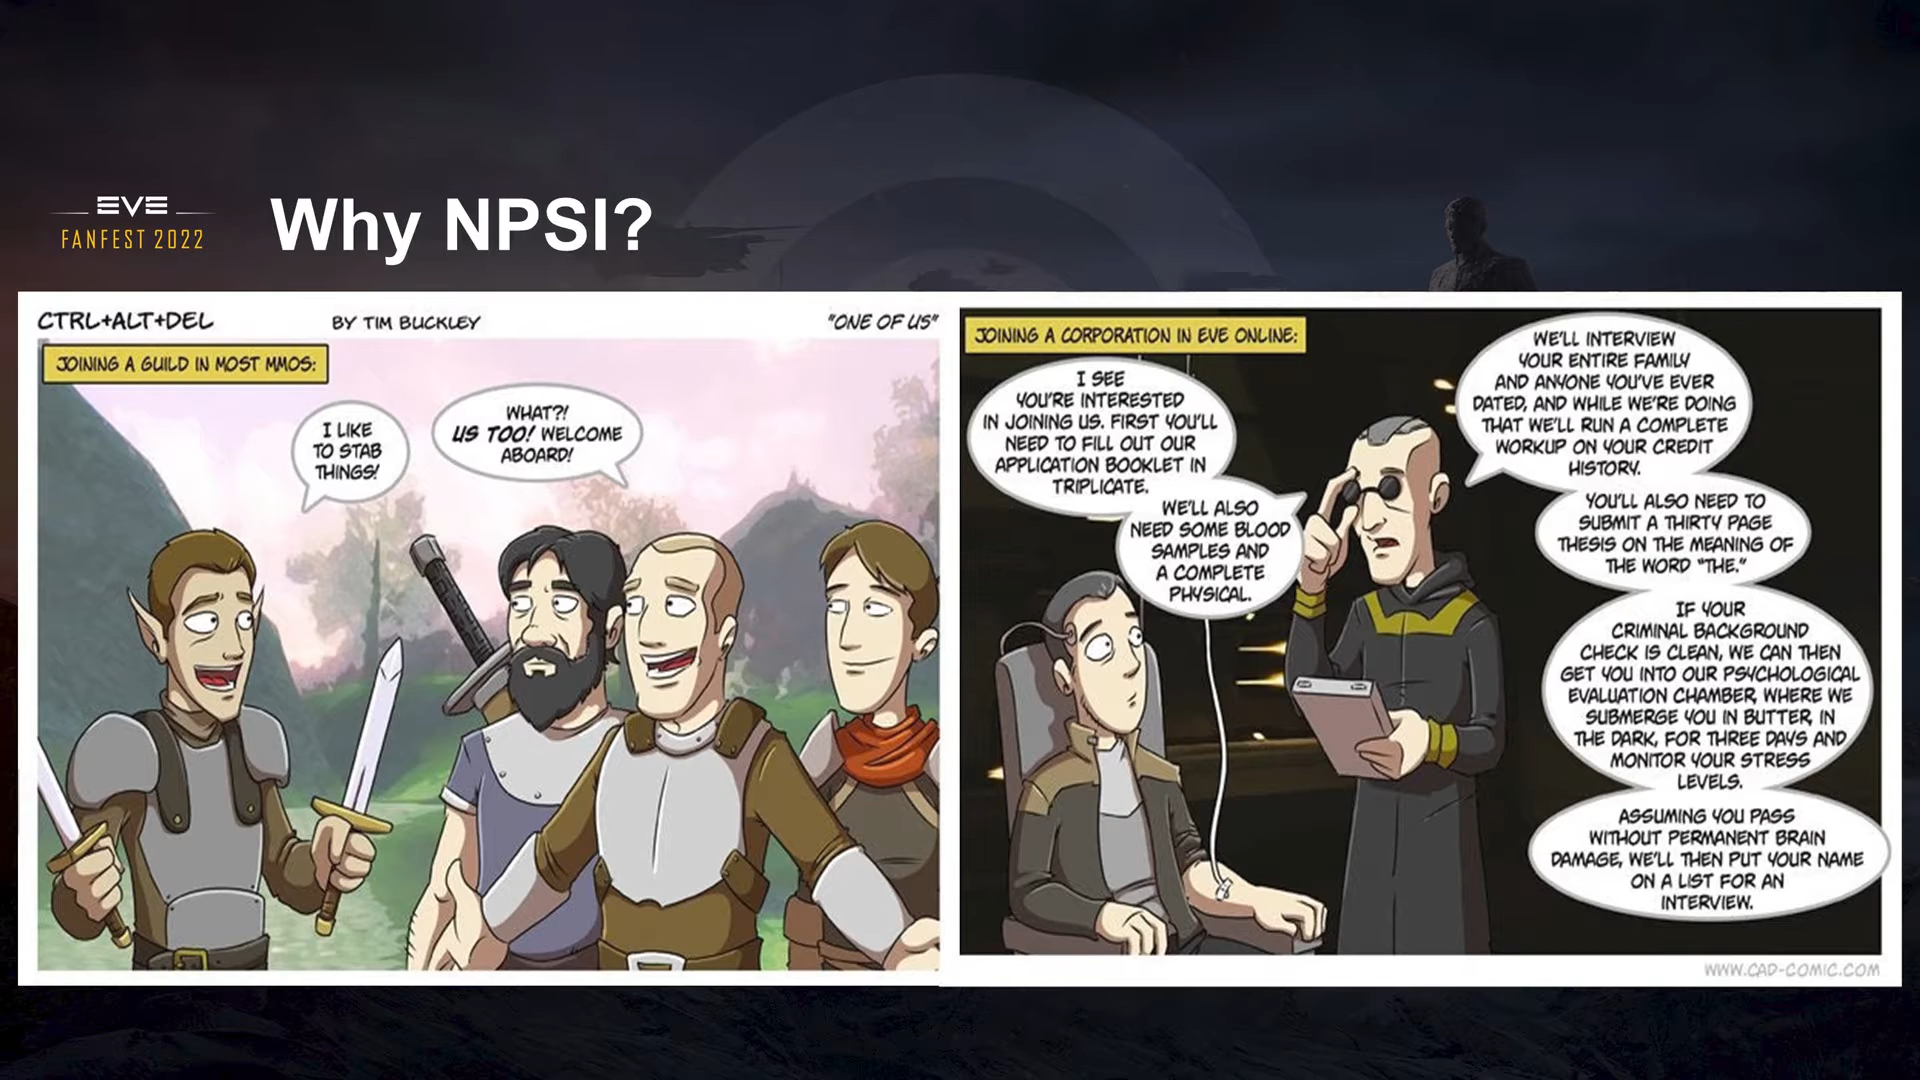 EVE
FANFEST 2022
Why NPSI?
CTRL+ALT+DEL
BY TIM BUCKLEY
"ONE OF US"
JOINING A GUILD IN MOST MMOS:
I LIKE
TO STAB
THINGS!
WHAT?!
US TOO! WELCOME
ABOARD!
JOINING A CORPORATION IN EVE ONLINE:
I SEE
YOU'RE INTERESTED
IN JOINING US. FIRST YOU'LL
NEED TO FILL OUT OUR
APPLICATION BOOKLET IN
TRIPLICATE.
WE'LL ALSO
NEED SOME BLOOD
SAMPLES AND
A COMPLETE
PHYSICAL.
WE'LL INTERVIEW
YOUR ENTIRE FAMILY
AND ANYONE YOU'VE EVER
DATED, AND WHILE WE'RE DOING
THAT WE'LL RUN A COMPLETE
WORKUP ON YOUR CREDIT
HISTORY.
YOU'LL ALSO NEED TO
SUBMIT A THIRTY PAGE
THESIS ON THE MEANING OF
THE WORD "THE."
IF YOUR
CRIMINAL BACKGROUND
CHECK IS CLEAN, WE CAN THEN
GET YOU INTO OUR PSYCHOLOGICAL
EVALUATION CHAMBER, WHERE WE
SUBMERGE YOU IN BUTTER, IN
THE DARK, FOR THREE DAYS AND
MONITOR YOUR STRESS
LEVELS.
ASSUMING YOU PASS
WITHOUT PERMANENT BRAIN
DAMAGE, WE'LL THEN PUT YOUR NAME
ON A LIST FOR AN
INTERVIEW.
WWW.CAD-COMIC.COM